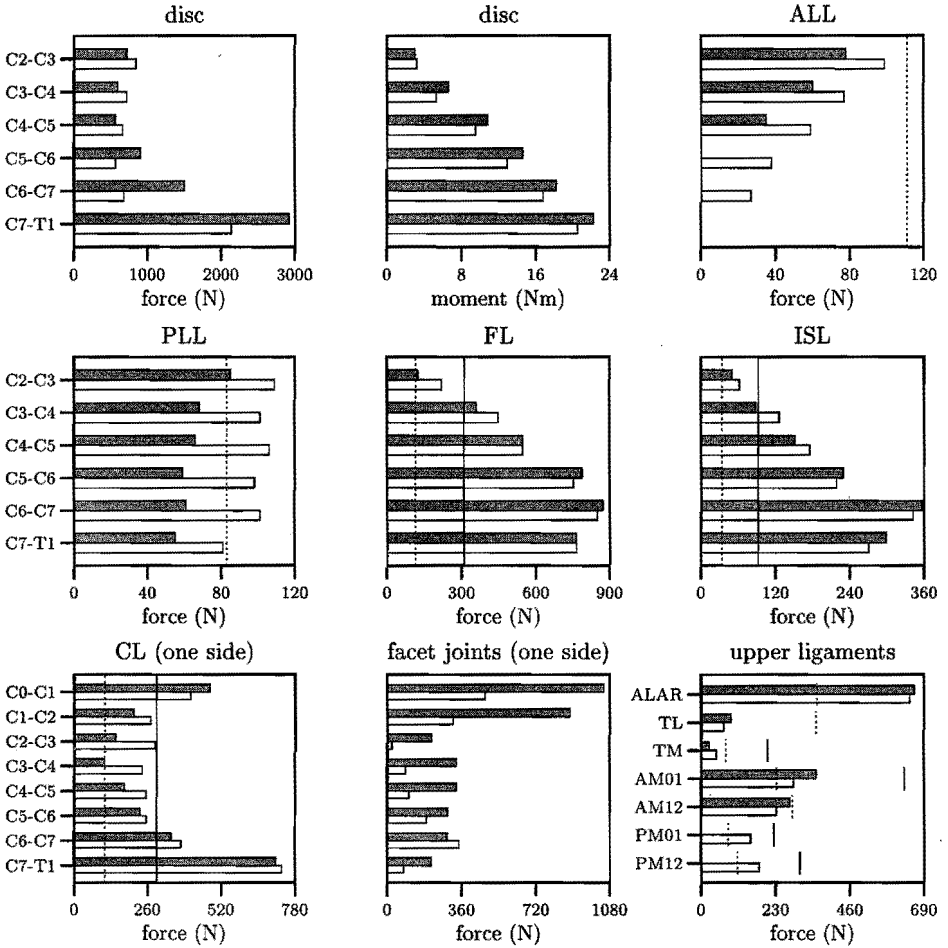 disc disc ALL
C2-C3
C3-C4
C4-C5
C5-C6
C6-C7
C7-T1
0 1000 2000 3000 0 8 16 24 0 40 80 120
force (N) moment (Nm) force (N)
PLL FL ISL
C2-C3
C3-C4
C4-C5
C5-C6
C6-C7
C7-T1
0 40 80 120 0 300 600 900 0 120 240 360
force (N) force (N) force (N)
CL (one side) facet joints (one side) upper ligaments
C0-C1 ALAR
C1-C2 TL
C2-C3 TM
C3-C4 AM01
C4-C5 AM12
C5-C6 PM01
C6-C7 PM12
C7-T1
0 260 520 780 0 360 720 1080 0 230 460 690
force (N) force (N) force (N)